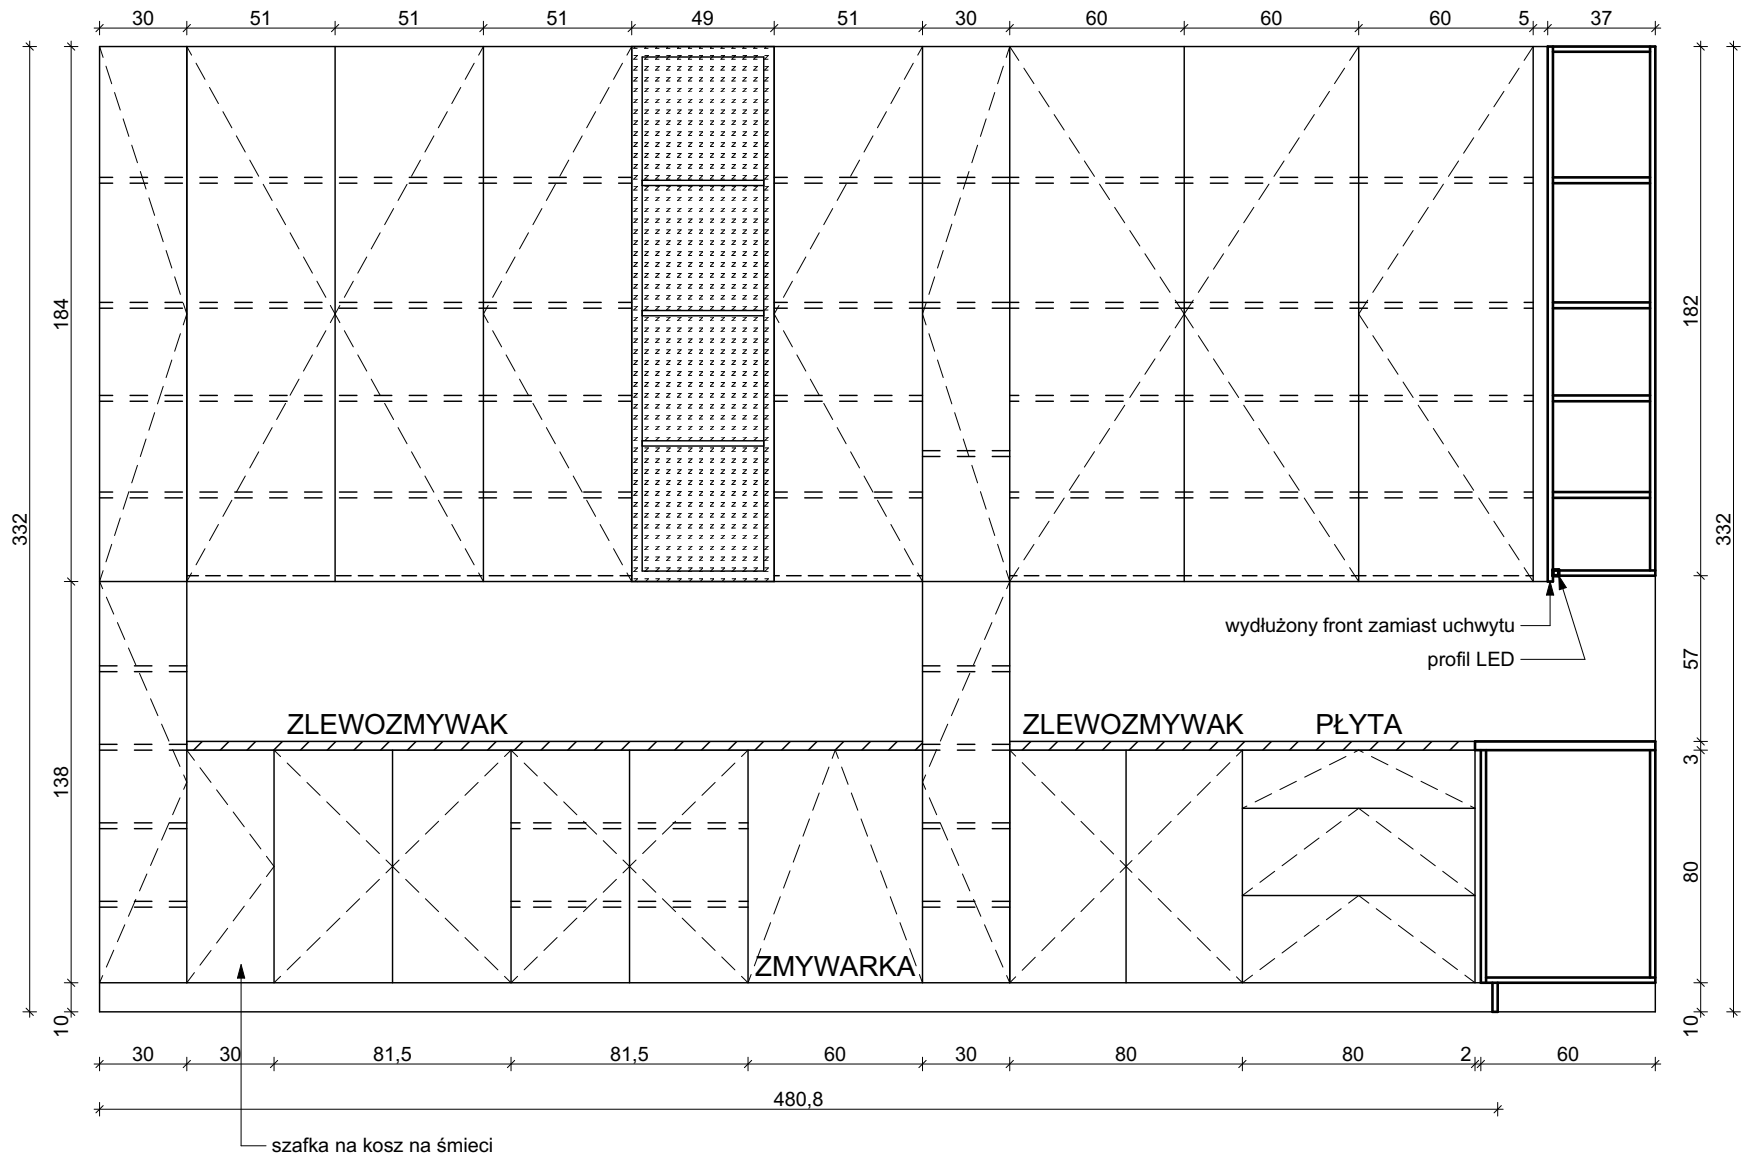 30 51 51 51 49 51 30 60 60 60 5 37
332
184
138
10
182
57
3
80
10
332
wydłużony front zamiast uchwytu
profil LED
ZLEWOZMYWAK
ZLEWOZMYWAK
PŁYTA
ZMYWARKA
30 30 81,5 81,5 60 30 80 80 2 60
480,8
szafka na kosz na śmieci